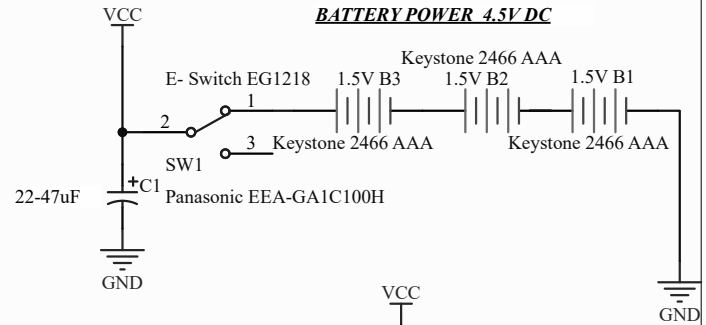 BATTERY POWER 4.5V DC
VCC
Keystone 2466 AAA
E- Switch EG1218
1.5V B3
1.5V B2
1.5V B1
1
2
3
Keystone 2466 AAA
Keystone 2466 AAA
SW1
+C1
22-47uF
Panasonic EEA-GA1C100H
GND
VCC
GND